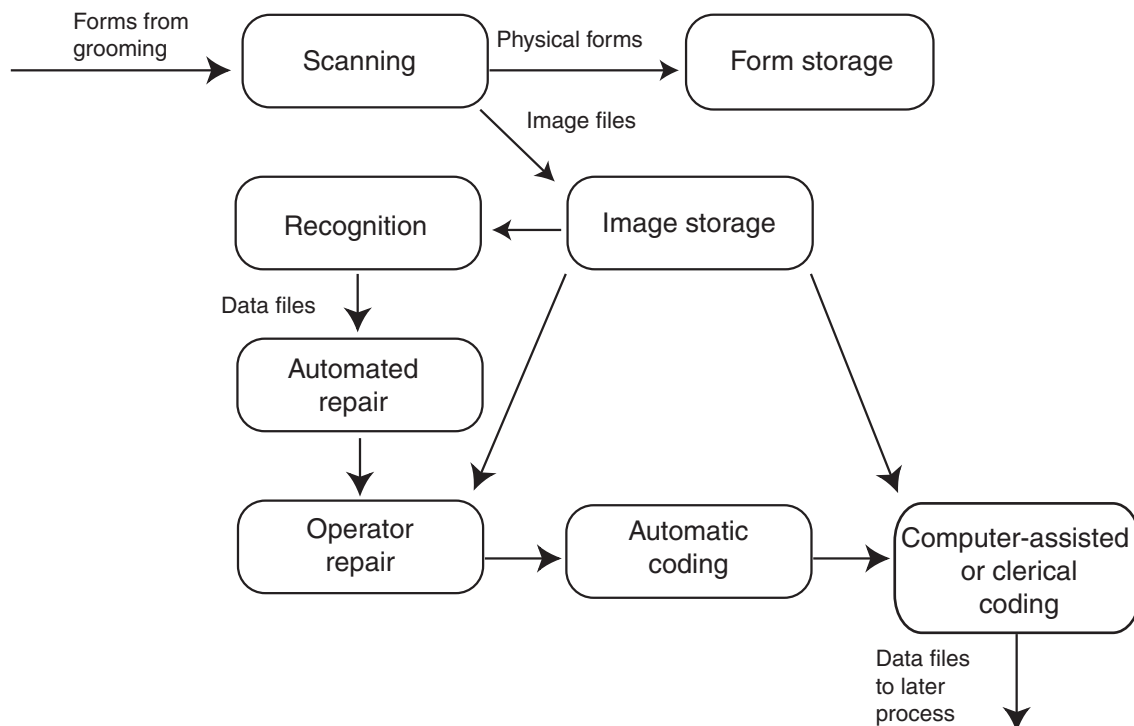 Forms from
grooming
Scanning
Physical forms
Form storage
Image files
Recognition
Image storage
Data files
Automated
repair
Operator
repair
Automatic
coding
Computer-assisted
or clerical
coding
Data files
to later
process